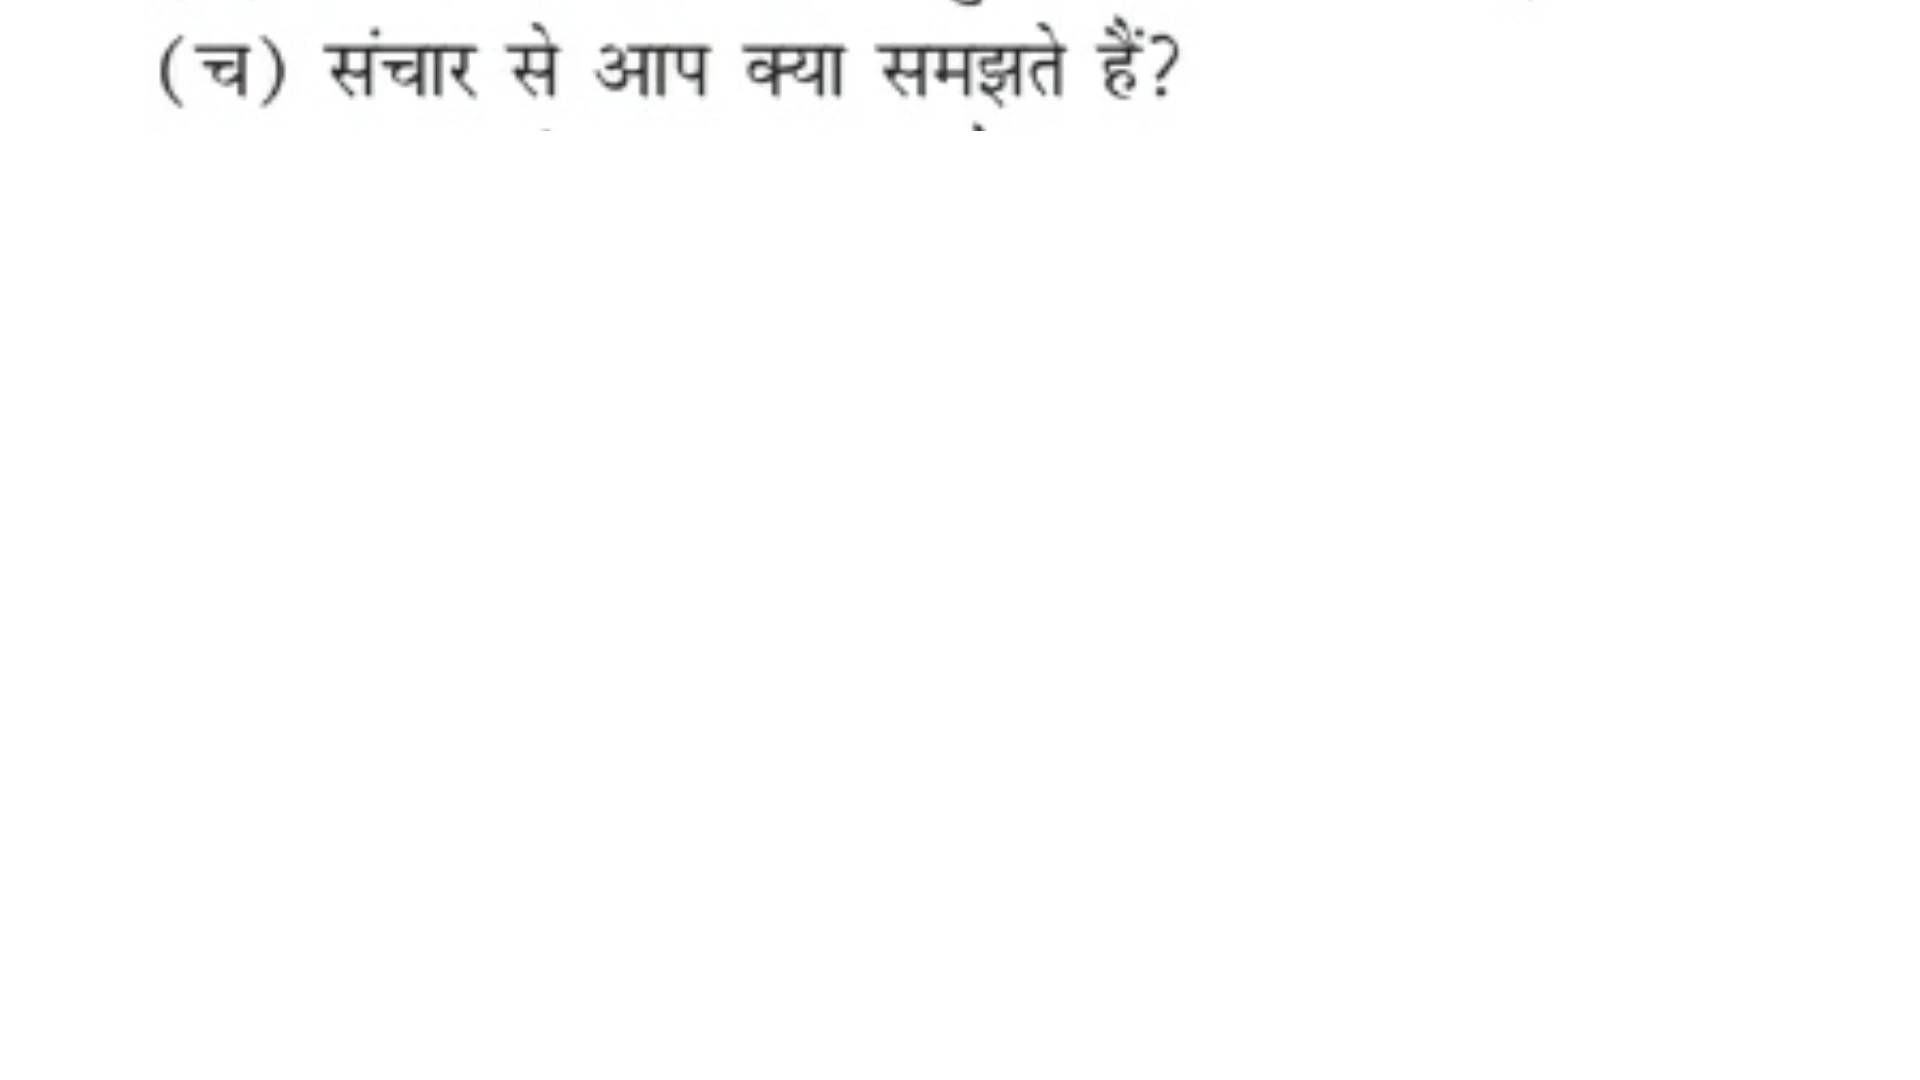 (च) संचार से आप क्या समझते हैं?